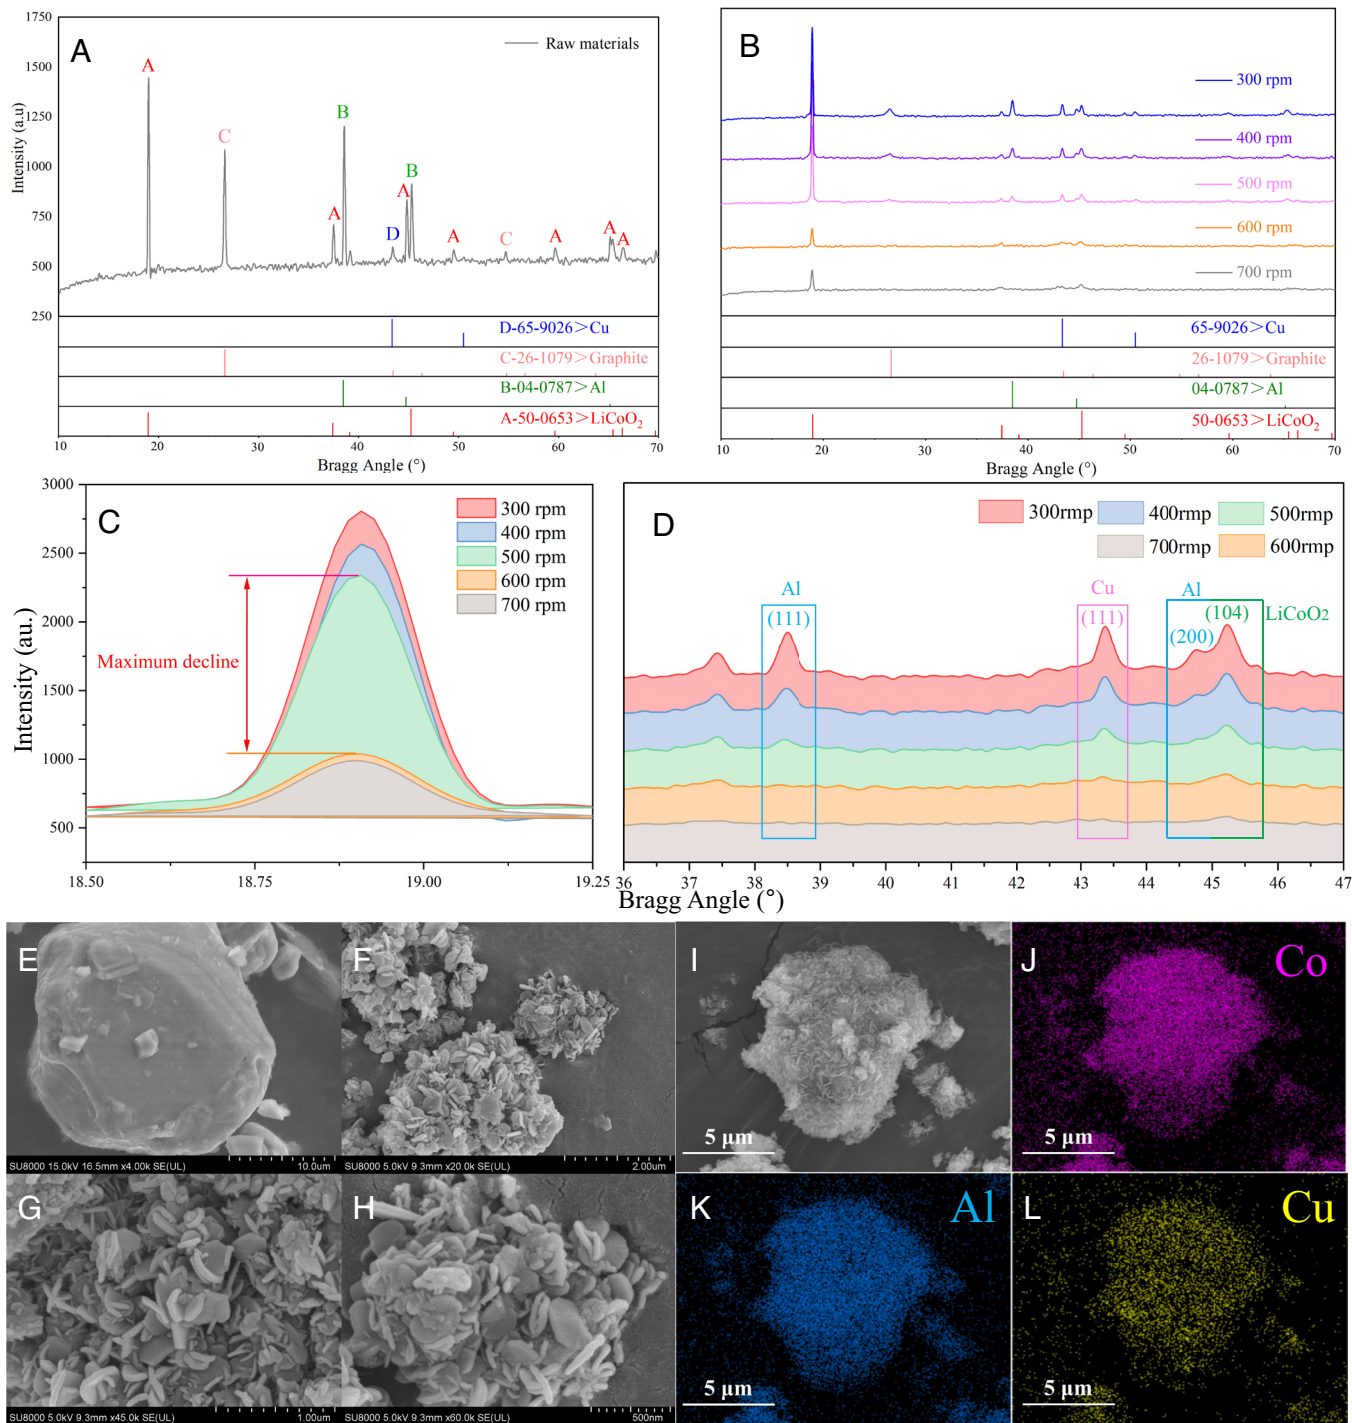 A
Raw materials
Intensity (a.u)
1750
1500
1250
1000
750
500
250
A
C
A
B
D
A
B
A
C
A
A
A
D-65-9026>Cu
C-26-1079>Graphite
B-04-0787>Al
A-50-0653>LiCoO2
10 20 30 40 50 60 70
Bragg Angle (°)
B
300 rpm
400 rpm
500 rpm
600 rpm
700 rpm
65-9026>Cu
26-1079>Graphite
04-0787>Al
50-0653>LiCoO2
10 20 30 40 50 60 70
Bragg Angle (°)
C
3000
2500
2000
1500
1000
500
Intensity (au.)
300 rpm
400 rpm
500 rpm
600 rpm
700 rpm
Maximum decline
18.50 18.75 19.00 19.25
D
300rmp 400rmp 500rmp
700rmp 600rmp
Al
(111)
Cu
(111)
Al
(200)
(104)
LiCoO2
36 37 38 39 40 41 42 43 44 45 46 47
Bragg Angle (°)
E
SU8000 15.0kV 16.5mm x4.00k SE(UL) 10.0um
F
SU8000 5.0kV 9.3mm x20.0k SE(UL) 2.00um
G
SU8000 5.0kV 9.3mm x45.0k SE(UL) 1.00um
H
SU8000 5.0kV 9.3mm x60.0k SE(UL) 500nm
I
5 μm
J
Co
5 μm
K
Al
5 μm
L
Cu
5 μm